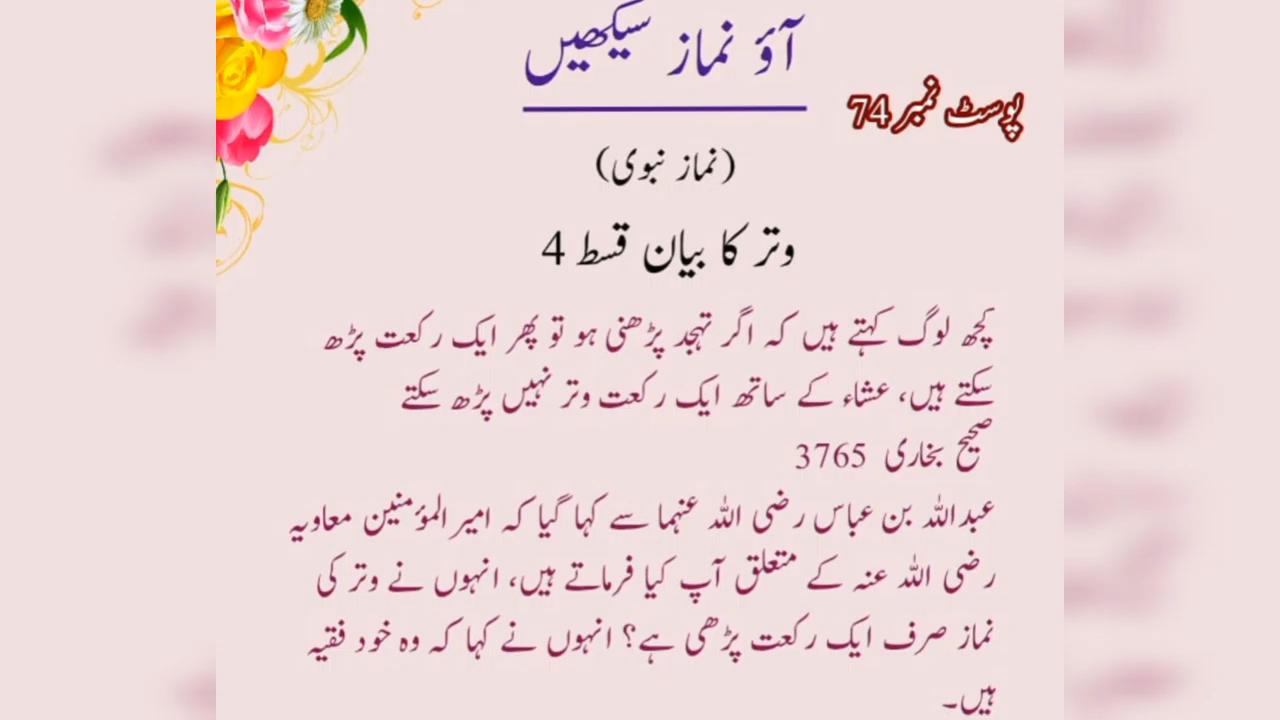 آؤ نماز سیکھیں
پوسٹ نمبر 74
(نماز نبوی)
وتر کا بیان قسط 4
کچھ لوگ کہتے ہیں کہ اگر تہجد پڑھنی ہو تو پھر ایک رکعت پڑھ
سکتے ہیں، عشاء کے ساتھ ایک رکعت وتر نہیں پڑھ سکتے
صحیح بخاری 3765
عبداللہ بن عباس رضی اللہ عنہما سے کہا گیا کہ امیرالمؤمنین معاویہ
رضی اللہ عنہ کے متعلق آپ کیا فرماتے ہیں، انہوں نے وتر کی
نماز صرف ایک رکعت پڑھی ہے؟ انہوں نے کہا کہ وہ خود فقیہ
ہیں۔